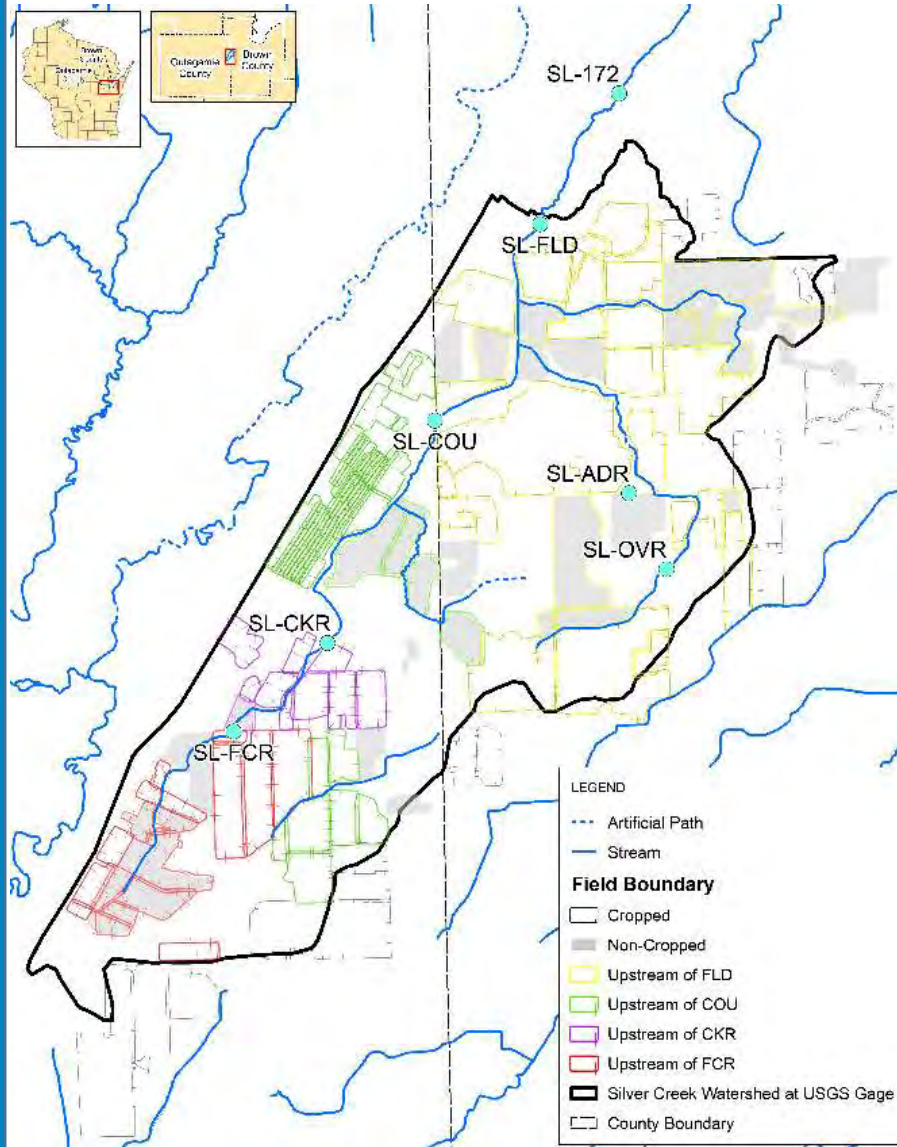 Brown
County
Outagamie
County
Outagamie
County
Brown
County
SL-172
SL-FLD
SL-COU
SL-ADR
SL-OVR
SL-CKR
SL-FCR
LEGEND
Artificial Path
Stream
Field Boundary
Cropped
Non-Cropped
Upstream of FLD
Upstream of COU
Upstream of CKR
Upstream of FCR
Silver Creek Watershed at USGS Gage
County Boundary